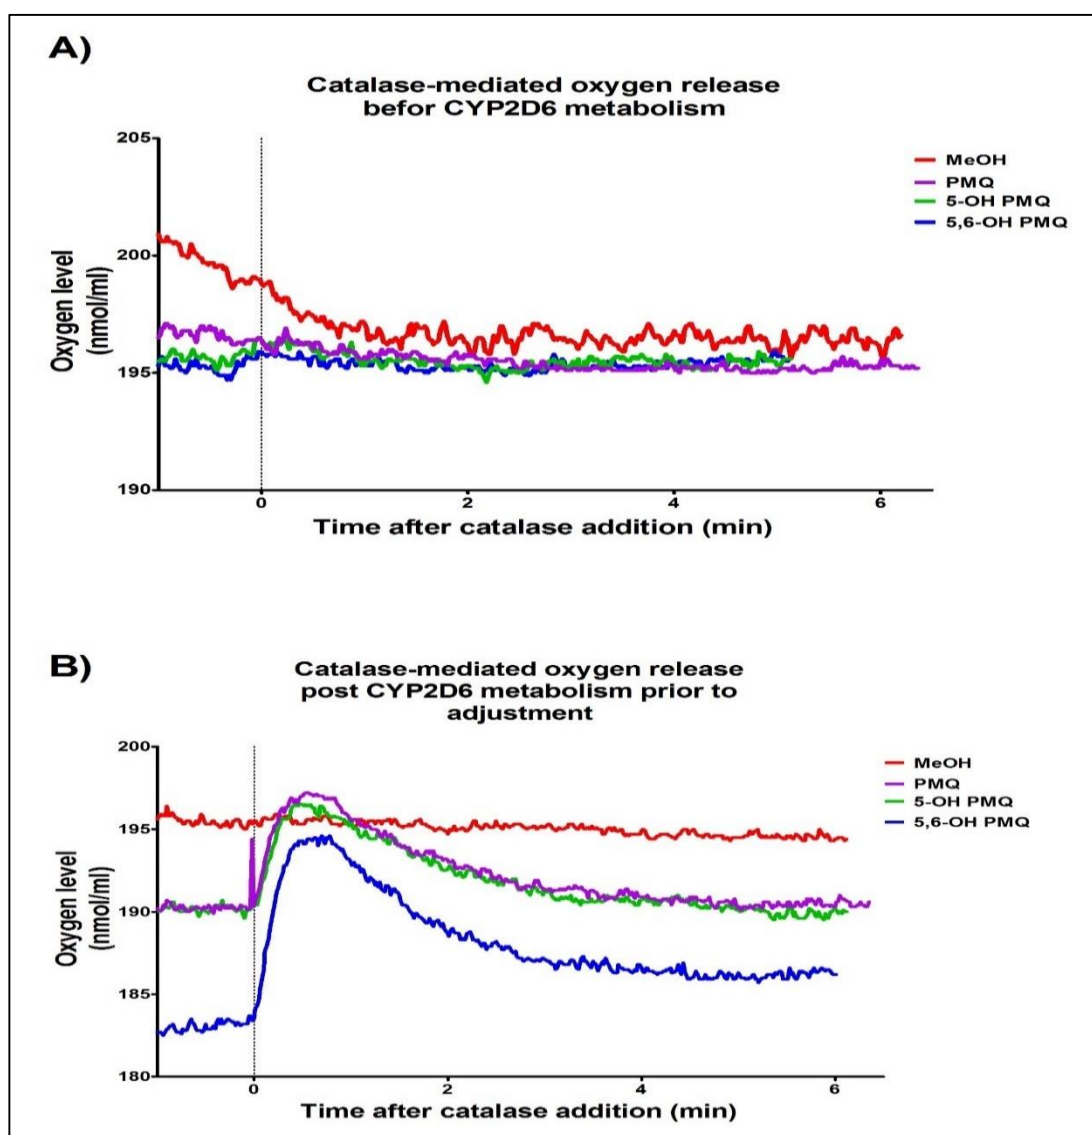 A)
Catalase-mediated oxygen release
befor CYP2D6 metabolism
205
200
195
190
Oxygen level
(nmol/ml)
MeOH
PMQ
5-OH PMQ
5,6-OH PMQ
0 2 4 6
Time after catalase addition (min)
B)
Catalase-mediated oxygen release
post CYP2D6 metabolism prior to
adjustment
200
195
190
185
180
Oxygen level
(nmol/ml)
MeOH
PMQ
5-OH PMQ
5,6-OH PMQ
0 2 4 6
Time after catalase addition (min)